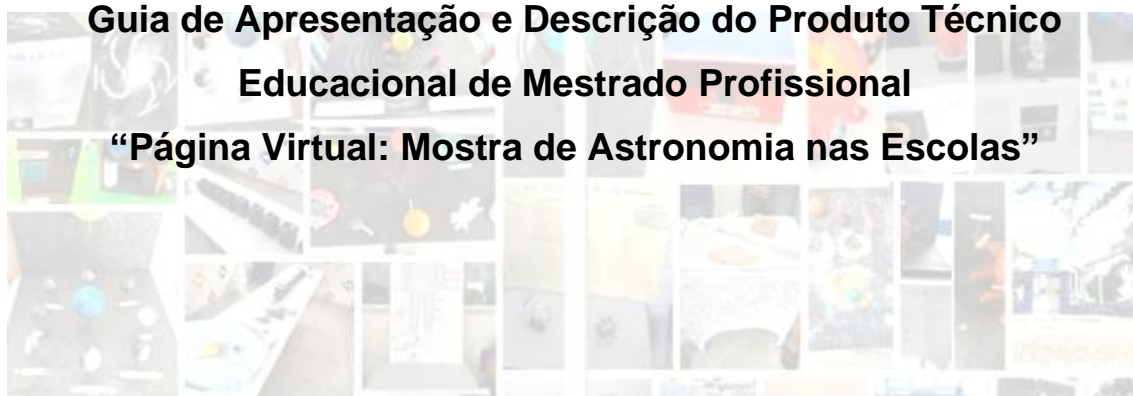 Guia de Apresentação e Descrição do Produto Técnico
Educacional de Mestrado Profissional
“Página Virtual: Mostra de Astronomia nas Escolas”